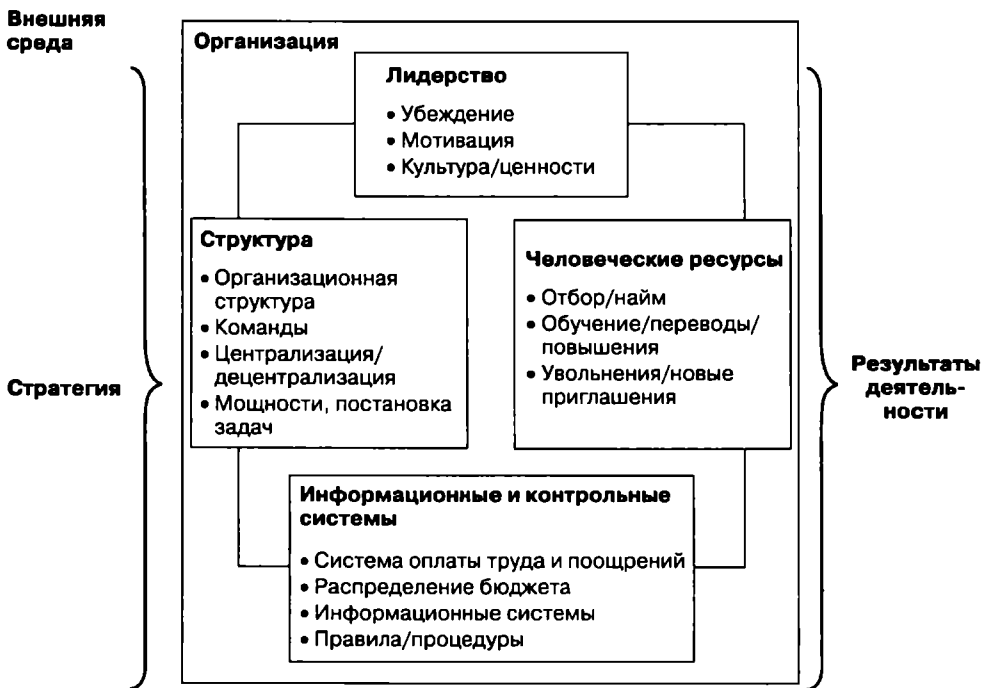 Внешняя
среда
Организация
Лидерство
• Убеждение
• Мотивация
• Культура/ценности
Структура
• Организационная
структура
• Команды
• Централизация/
децентрализация
• Мощности, постановка
задач
Человеческие ресурсы
• Отбор/найм
• Обучение/переводы/
повышения
• Увольнения/новые
приглашения
Стратегия
Результаты
деятель-
ности
Информационные и контрольные
системы
• Система оплаты труда и поощрений
• Распределение бюджета
• Информационные системы
• Правила/процедуры